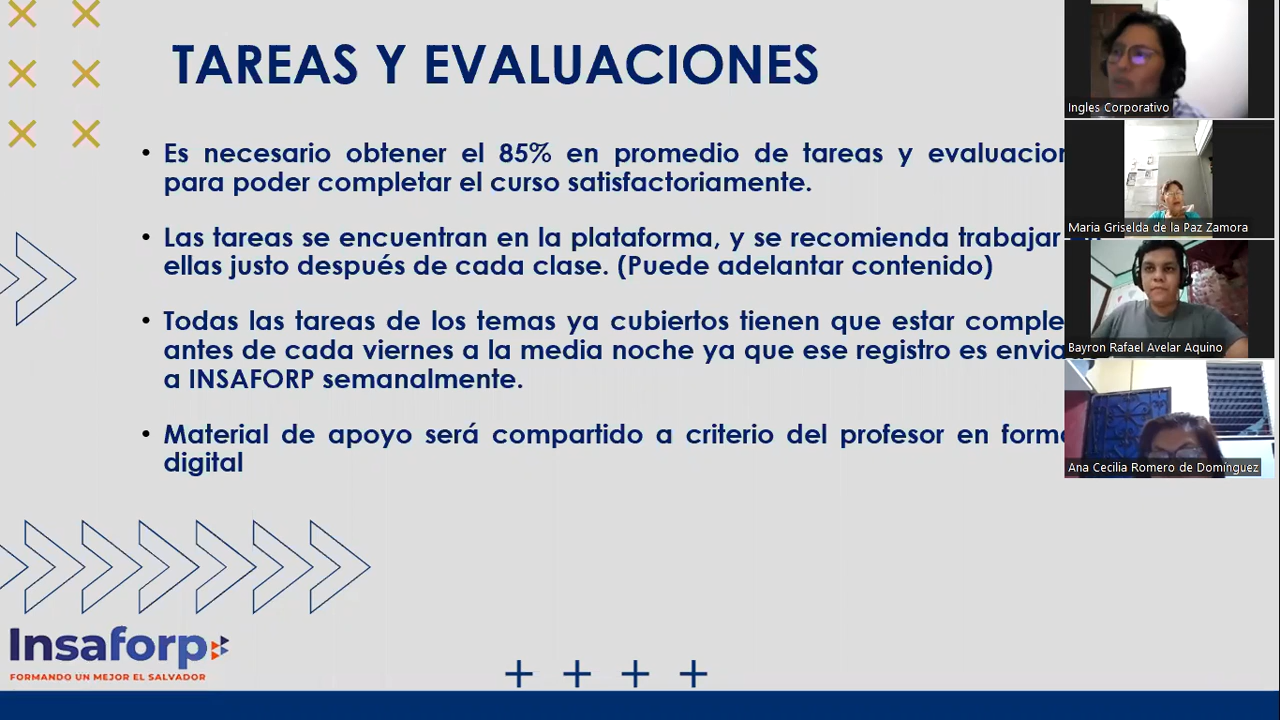 TAREAS Y EVALUACIONES
• Es necesario obtener el 85% en promedio de tareas y evaluacion
para poder completar el curso satisfactoriamente.
• Las tareas se encuentran en la plataforma, y se recomienda trabajar
ellas justo después de cada clase. (Puede adelantar contenido)
• Todas las tareas de los temas ya cubiertos tienen que estar comple
antes de cada viernes a la media noche ya que ese registro es envia
a INSAFORP semanalmente.
• Material de apoyo será compartido a criterio del profesor en forma
digital
Insaforp
FORMANDO UN MEJOR EL SALVADOR
Ingles Corporativo
Maria Griselda de la Paz Zamora
Bayron Rafael Avelar Aquino
Ana Cecilia Romero de Domínguez